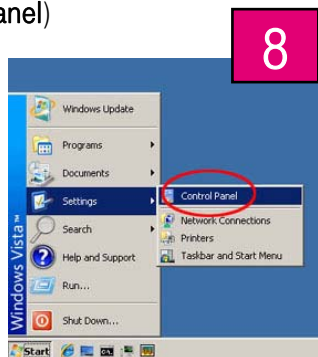 anel)
8
Windows Update
Programs
Documents
Settings
Search
Help and Support
Run...
Shut Down...
Control Panel
Network Connections
Printers
Taskbar and Start Menu
Windows Vista™
Start